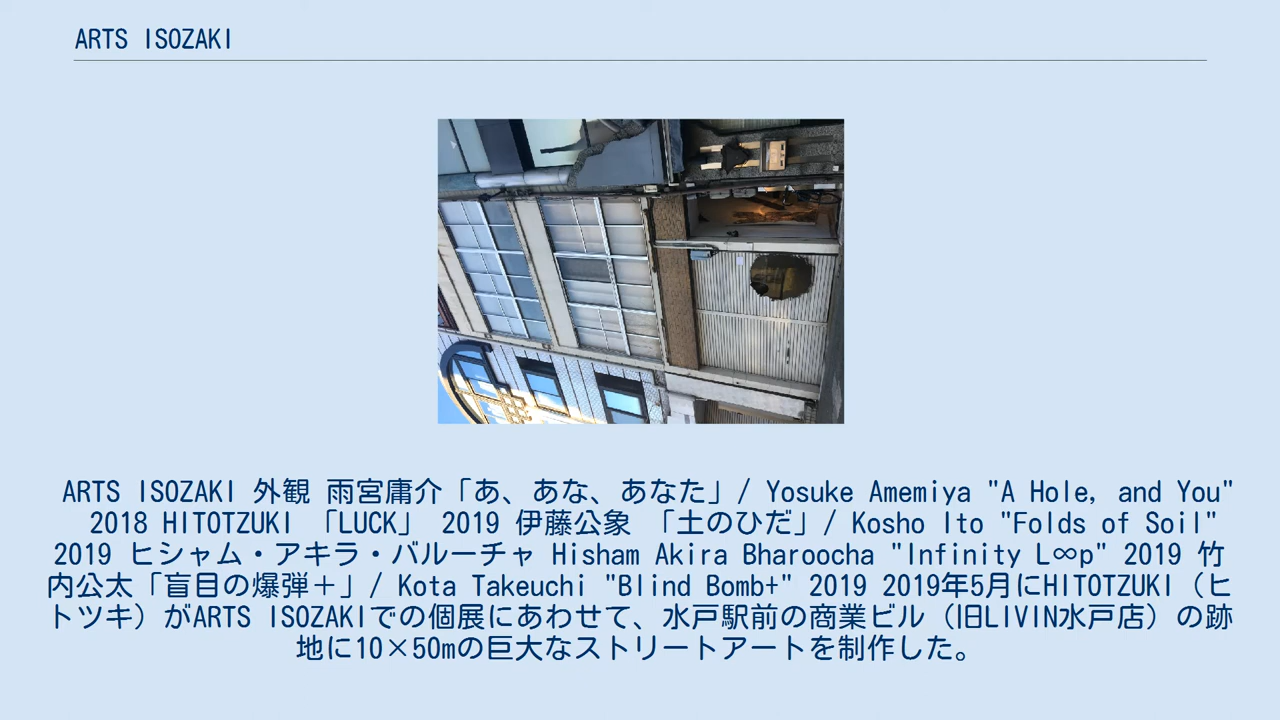 ARTS ISOZAKI
ARTS ISOZAKI 外観 雨宮庸介「あ、あな、あなた」/ Yosuke Amemiya "A Hole, and You"
2018 HITOTZUKI 「LUCK」 2019 伊藤公象 「土のひだ」/ Kosho Ito "Folds of Soil"
2019 ヒシャム・アキラ・バルーチャ Hisham Akira Bharoocha "Infinity L∞p" 2019 竹
内公太「盲目の爆弾＋」/ Kota Takeuchi "Blind Bomb+" 2019 2019年5月にHITOTZUKI（ヒ
トツキ）がARTS ISOZAKIでの個展にあわせて、水戸駅前の商業ビル（旧LIVIN水戸店）の跡
地に10×50mの巨大なストリートアートを制作した。